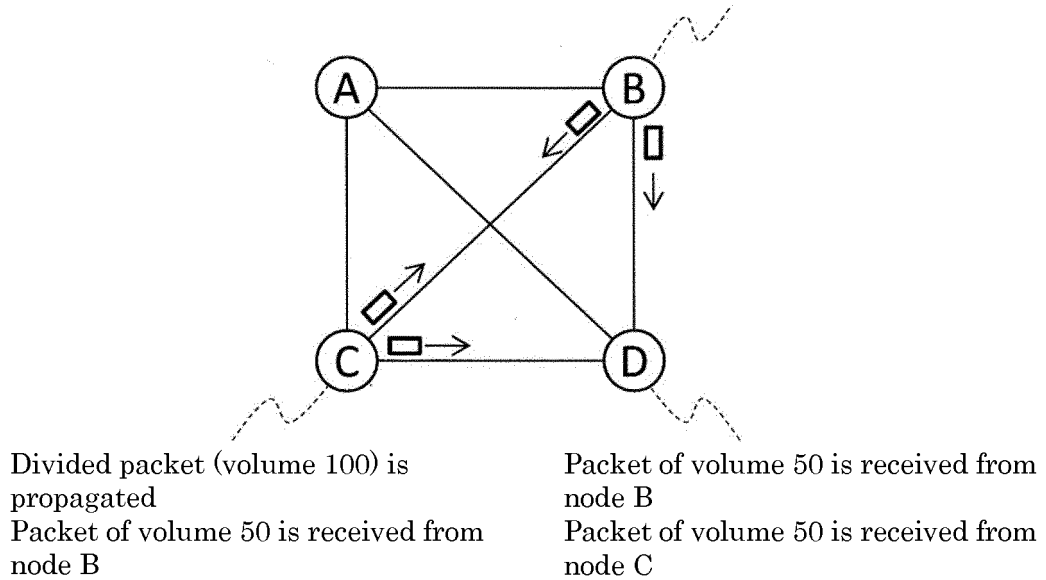 A
B
C
D
Divided packet (volume 100) is
propagated
Packet of volume 50 is received from
node B
Packet of volume 50 is received from
node B
Packet of volume 50 is received from
node C